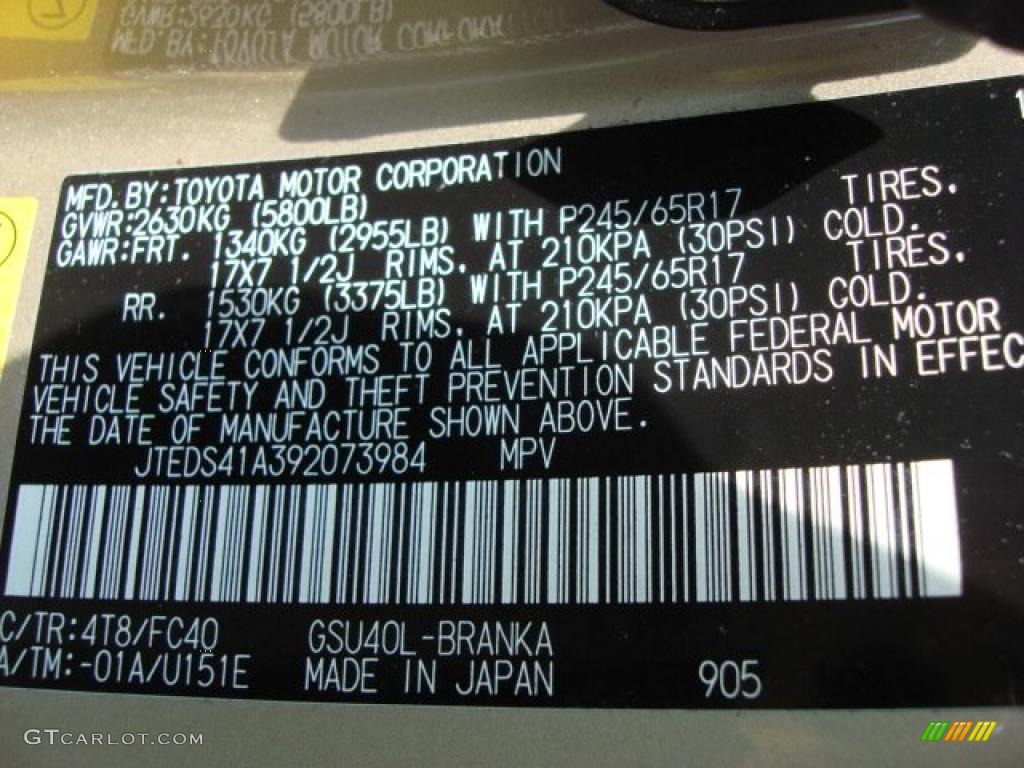 MFD. BY: TOYOTA MOTOR CORPORATION
GVWR: 2630KG (5800LB)
GAWR: FRT. 1340KG (2955LB) WITH P245/65R17 TIRES.
17X7 1/2J RIMS. AT 210KPA (30PSI) COLD.
RR. 1530KG (3375LB) WITH P245/65R17 TIRES.
17X7 1/2J RIMS. AT 210KPA (30PSI) COLD.
THIS VEHICLE CONFORMS TO ALL APPLICABLE FEDERAL MOTOR
VEHICLE SAFETY AND THEFT PREVENTION STANDARDS IN EFFEC
THE DATE OF MANUFACTURE SHOWN ABOVE.
JTEDS41A392073984 MPV
C/TR: 4T8/FC40 GSU40L-BRANKA
A/TM: -01A/U151E MADE IN JAPAN 905
GTCARLOT.COM